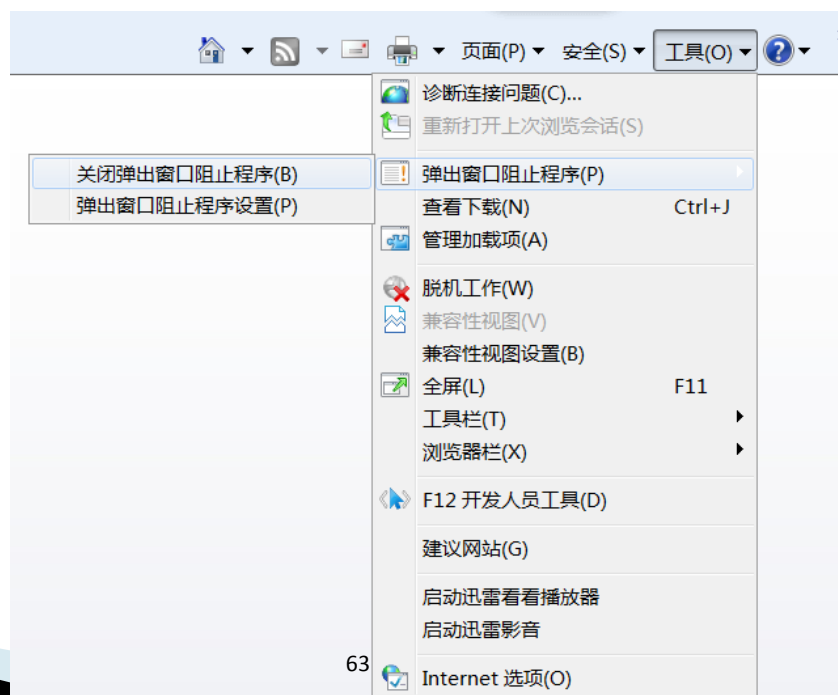 页面(P) 安全(S) 工具(O)
诊断连接问题(C)...
重新打开上次浏览会话(S)
弹出窗口阻止程序(P)
关闭弹出窗口阻止程序(B)
弹出窗口阻止程序设置(P)
查看下载(N) Ctrl+J
管理加载项(A)
脱机工作(W)
兼容性视图(V)
兼容性视图设置(B)
全屏(L) F11
工具栏(T)
浏览器栏(X)
F12 开发人员工具(D)
建议网站(G)
启动迅雷看看播放器
启动迅雷影音
63
Internet 选项(O)